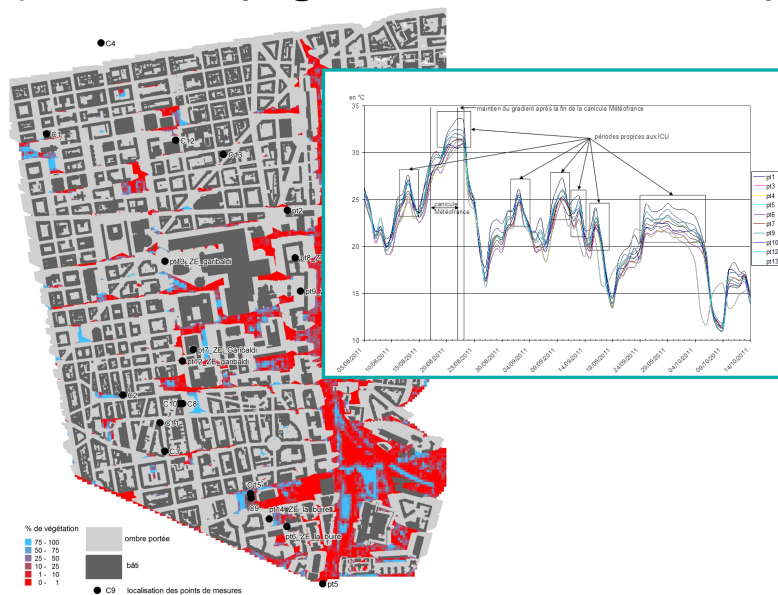 C4
C1
C12
C13
pt2
pt13_ZE_garibaldi
pt8_Z
pt9_Z
pt7_ZE_Garibaldi
pt12_ZE_garibaldi
C2
C10
C8
C11
C3
C15
C9
pt14_ZE_la_buire
pt6_ZE_la_buire
pt5
en °C
35
30
25
20
15
10
maintien du gradient après la fin de la canicule Météofrance
périodes propices aux ICU
canicule
Météofrance
05/08/2011
10/08/2011
15/08/2011
20/08/2011
25/08/2011
30/08/2011
04/09/2011
09/09/2011
14/09/2011
19/09/2011
24/09/2011
29/09/2011
04/10/2011
09/10/2011
14/10/2011
pt1
pt3
pt4
pt5
pt6
pt7
pt9
pt10
pt12
pt13
% de végétation
75 - 100
50 - 75
25 - 50
10 - 25
1 - 10
0 - 1
ombre portée
bâti
C9 localisation des points de mesures